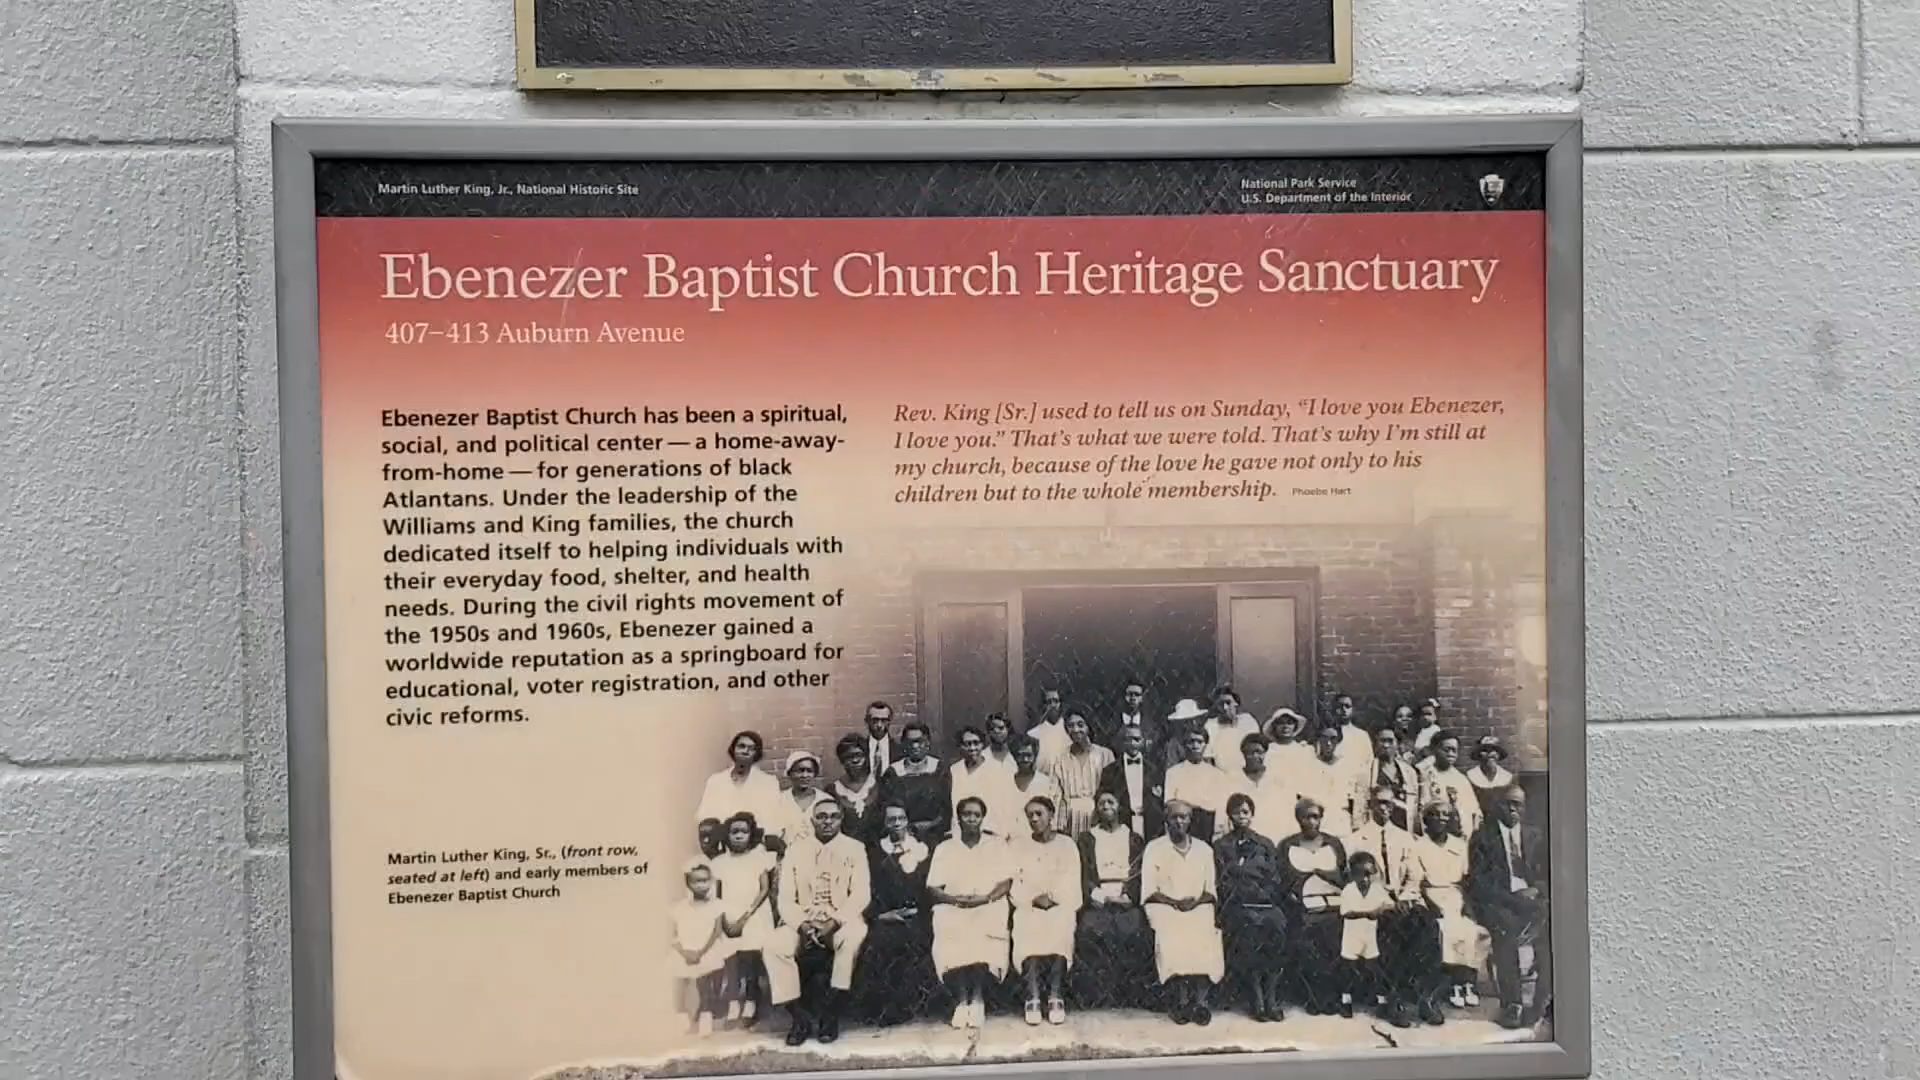 Martin Luther King, Jr., National Historic Site
National Park Service
U.S. Department of the Interior
Ebenezer Baptist Church Heritage Sanctuary
407–413 Auburn Avenue
Ebenezer Baptist Church has been a spiritual,
social, and political center — a home-away-
from-home — for generations of black
Atlantans. Under the leadership of the
Williams and King families, the church
dedicated itself to helping individuals with
their everyday food, shelter, and health
needs. During the civil rights movement of
the 1950s and 1960s, Ebenezer gained a
worldwide reputation as a springboard for
educational, voter registration, and other
civic reforms.
Rev. King [Sr.] used to tell us on Sunday, “I love you Ebenezer,
I love you.” That’s what we were told. That’s why I’m still at
my church, because of the love he gave not only to his
children but to the whole membership. Phoebe Hart
Martin Luther King, Sr., (front row,
seated at left) and early members of
Ebenezer Baptist Church